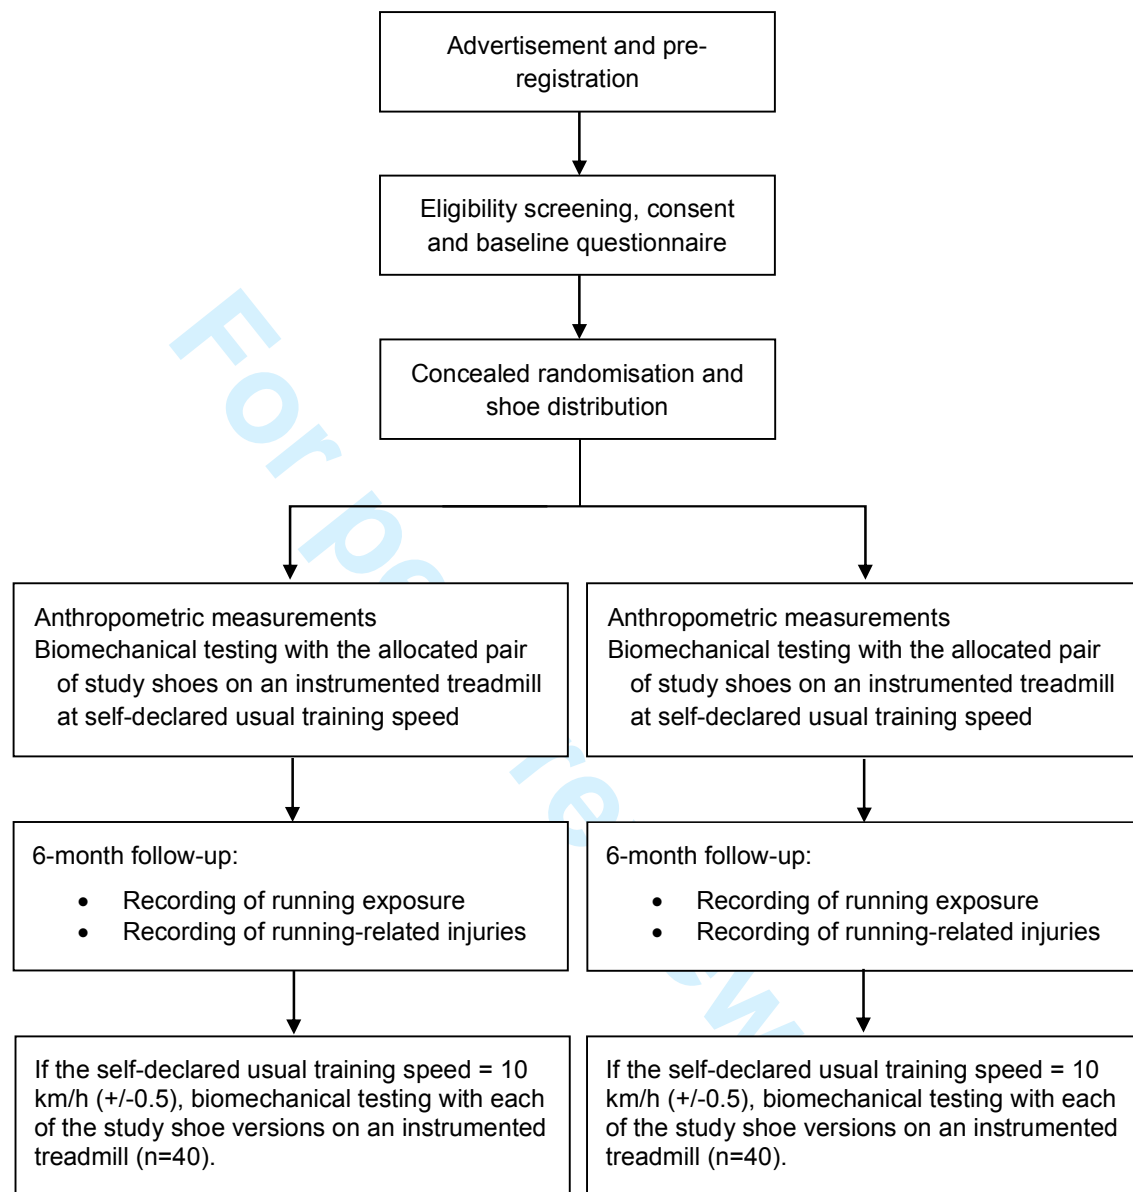 Advertisement and pre-
registration
Eligibility screening, consent
and baseline questionnaire
Concealed randomisation and
shoe distribution
Anthropometric measurements
Biomechanical testing with the allocated pair
of study shoes on an instrumented treadmill
at self-declared usual training speed
Anthropometric measurements
Biomechanical testing with the allocated pair
of study shoes on an instrumented treadmill
at self-declared usual training speed
6-month follow-up:
• Recording of running exposure
• Recording of running-related injuries
6-month follow-up:
• Recording of running exposure
• Recording of running-related injuries
If the self-declared usual training speed = 10
km/h (+/-0.5), biomechanical testing with each
of the study shoe versions on an instrumented
treadmill (n=40).
If the self-declared usual training speed = 10
km/h (+/-0.5), biomechanical testing with each
of the study shoe versions on an instrumented
treadmill (n=40).
For